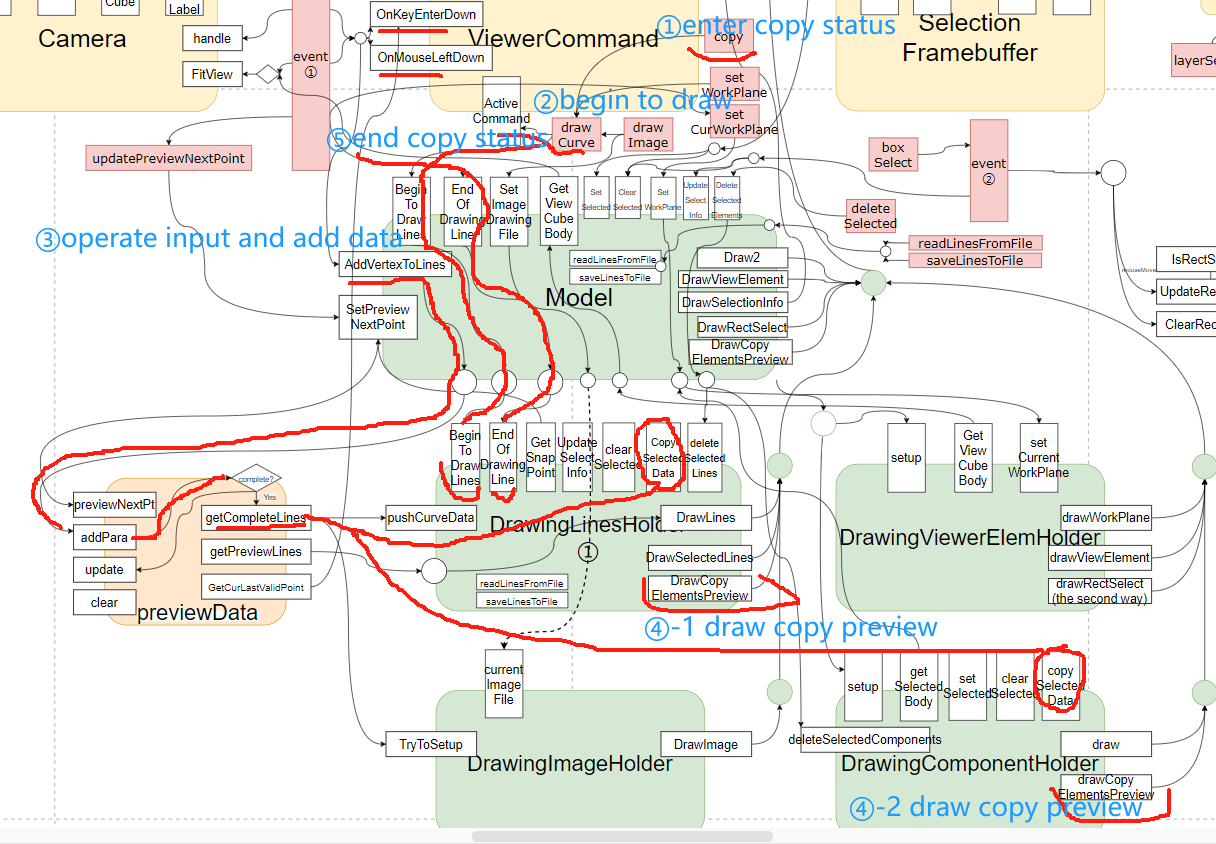 Cube
Label
OnKeyEnterDown
Camera
handle
event
①
ViewerCommand
①enter copy status
copy
Selection
Framebuffer
OnMouseLeftDown
FitView
set
WorkPlane
Active
Command
②begin to draw
draw
Curve
draw
Image
set
CurWorkPlane
⑤end copy status
updatePreviewNextPoint
box
Select
event
②
Begin
To
Draw
Lines
End
Of
Drawing
Line
Set
Image
Drawing
File
Get
View
Cube
Body
Set
Selected
Clear
Selected
Set
WorkPlane
Update
Select
Info
Delete
Selected
Elements
delete
Selected
③operate input and add data
readLinesFromFile
saveLinesToFile
AddVertexToLines
readLinesFromFile
saveLinesToFile
Draw2
DrawViewElement
mouseMove
IsRectS
UpdateRe
ClearRec
SetPreview
NextPoint
Model
DrawSelectionInfo
DrawRectSelect
DrawCopy
ElementsPreview
Begin
To
Draw
Lines
End
Of
Drawing
Line
Get
Snap
Point
Update
Select
Info
clear
Selected
Copy
Selected
Data
delete
Selected
Lines
setup
Get
View
Cube
Body
set
Current
WorkPlane
complete?
Yes
previewNextPt
getCompleteLines
pushCurveData
DrawingLinesHolder
DrawLines
drawWorkPlane
addPara
getPreviewLines
①
DrawingViewerElemHolder
DrawSelectedLines
drawViewElement
update
GetCurLastValidPoint
readLinesFromFile
saveLinesToFile
DrawCopy
ElementsPreview
drawRectSelect
(the second way)
clear
previewData
④-1 draw copy preview
current
Image
File
setup
get
Selected
Body
set
Selected
clear
Selected
copy
Selected
Data
TryToSetup
DrawImage
deleteSelectedComponents
draw
DrawingImageHolder
DrawingComponentHolder
drawCopy
ElementsPreview
④-2 draw copy preview